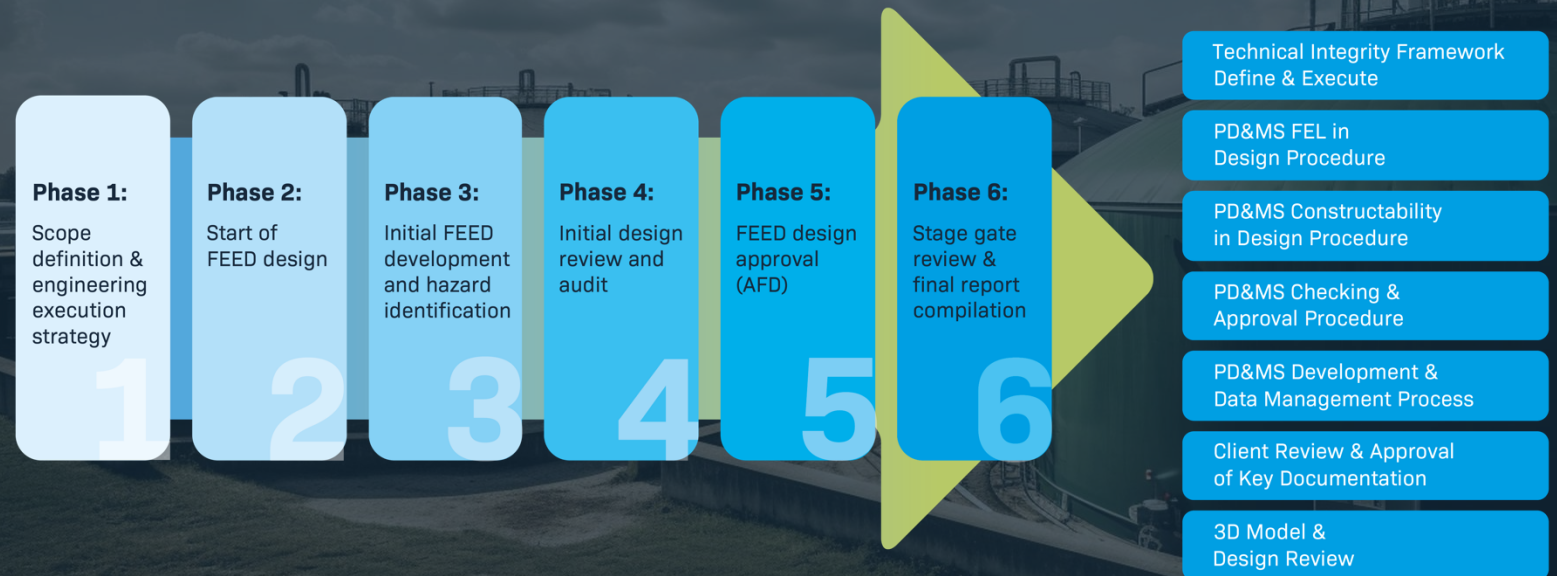 Phase 1:
Scope
definition &
engineering
execution
strategy
1
Phase 2:
Start of
FEED design
2
Phase 3:
Initial FEED
development
and hazard
identification
3
Phase 4:
Initial design
review and
audit
4
Phase 5:
FEED design
approval
(AFD)
5
Phase 6:
Stage gate
review &
final report
compilation
6
Technical Integrity Framework
Define & Execute
PD&MS FEL in
Design Procedure
PD&MS Constructability
in Design Procedure
PD&MS Checking &
Approval Procedure
PD&MS Development &
Data Management Process
Client Review & Approval
of Key Documentation
3D Model &
Design Review